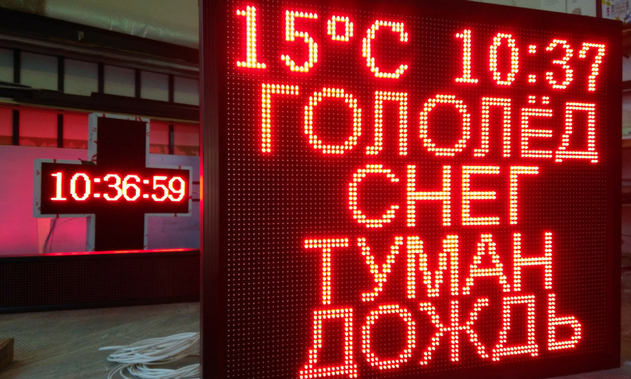 15°C 10:37
ГОЛОЛЁД
СНЕГ
ТУМАН
ДОЖДЬ
10:36:59